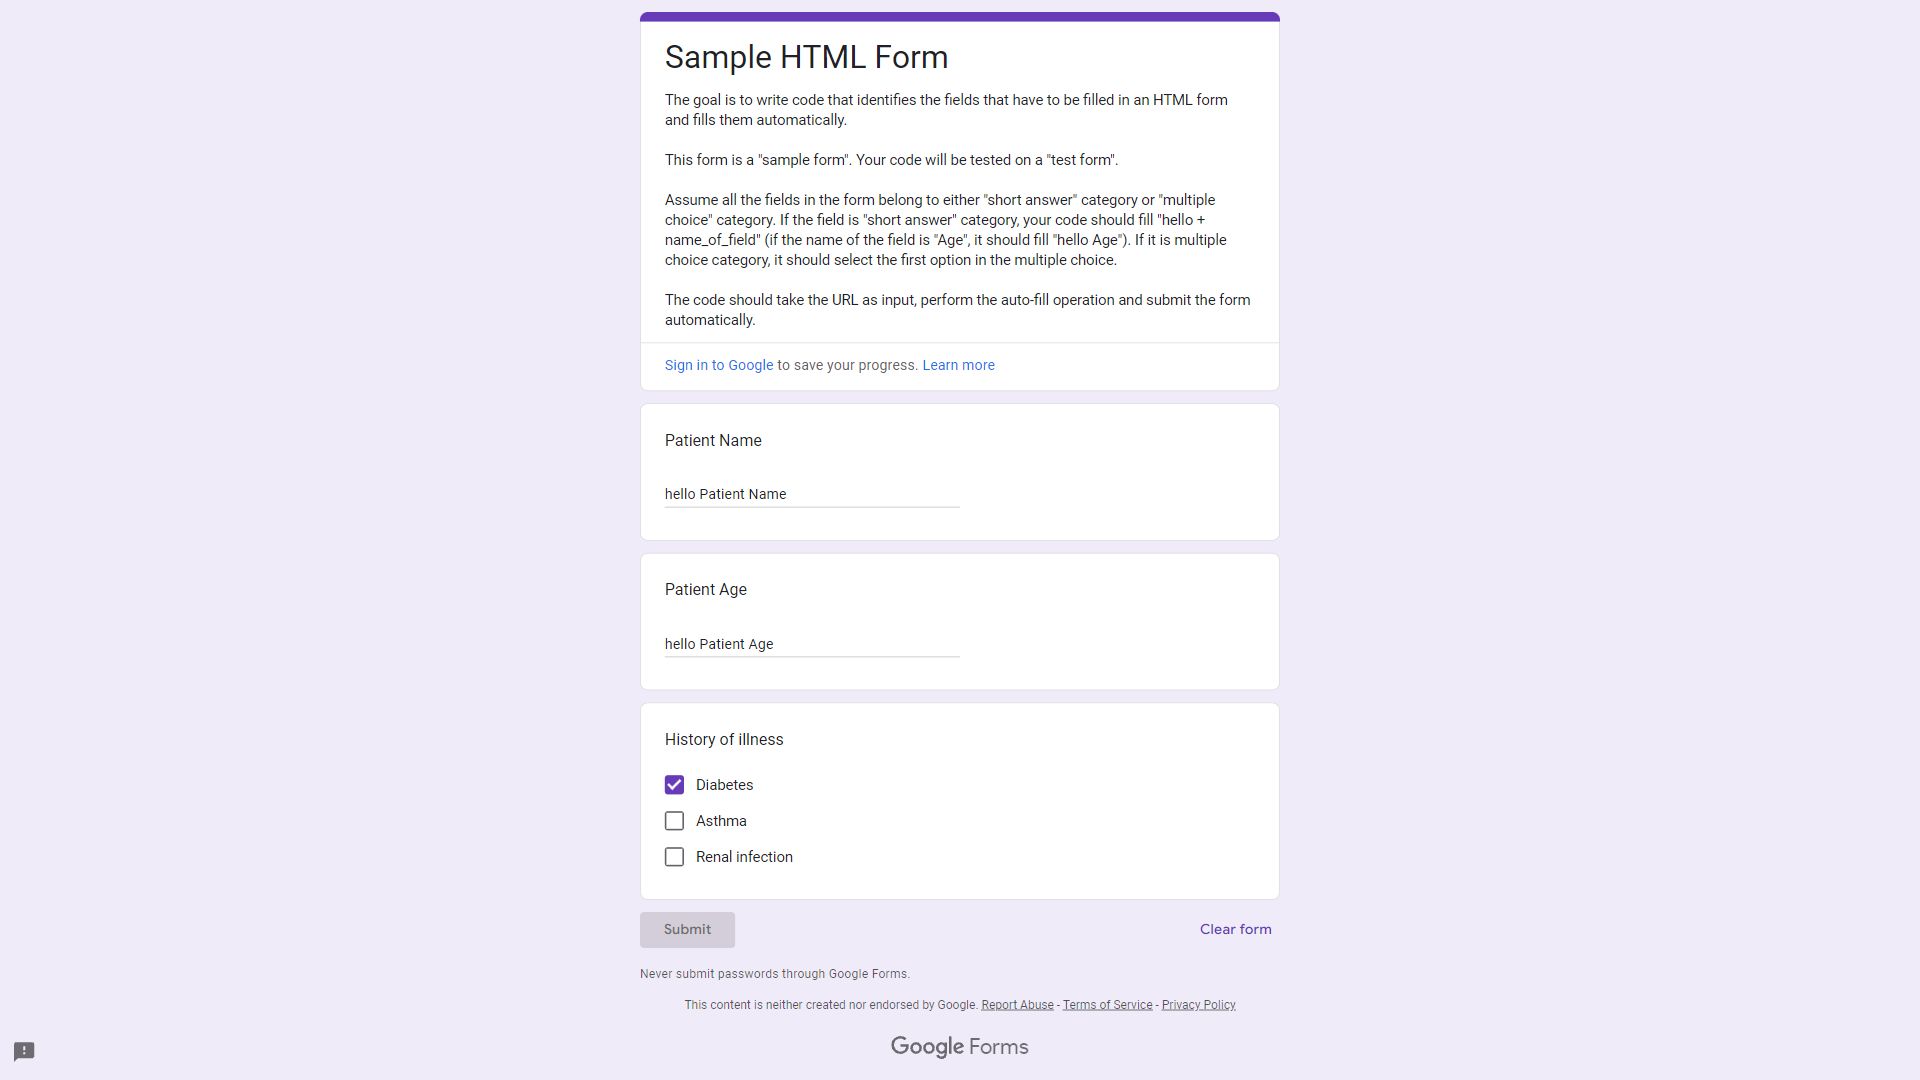 Sample HTML Form
The goal is to write code that identifies the fields that have to be filled in an HTML form
and fills them automatically.
This form is a "sample form". Your code will be tested on a "test form".
Assume all the fields in the form belong to either "short answer" category or "multiple
choice" category. If the field is "short answer" category, your code should fill "hello +
name_of_field" (if the name of the field is "Age", it should fill "hello Age"). If it is multiple
choice category, it should select the first option in the multiple choice.
The code should take the URL as input, perform the auto-fill operation and submit the form
automatically.
Sign in to Google to save your progress. Learn more
Patient Name
hello Patient Name
Patient Age
hello Patient Age
History of illness
Diabetes
Asthma
Renal infection
Submit
Clear form
Never submit passwords through Google Forms.
This content is neither created nor endorsed by Google. Report Abuse - Terms of Service - Privacy Policy
Google Forms